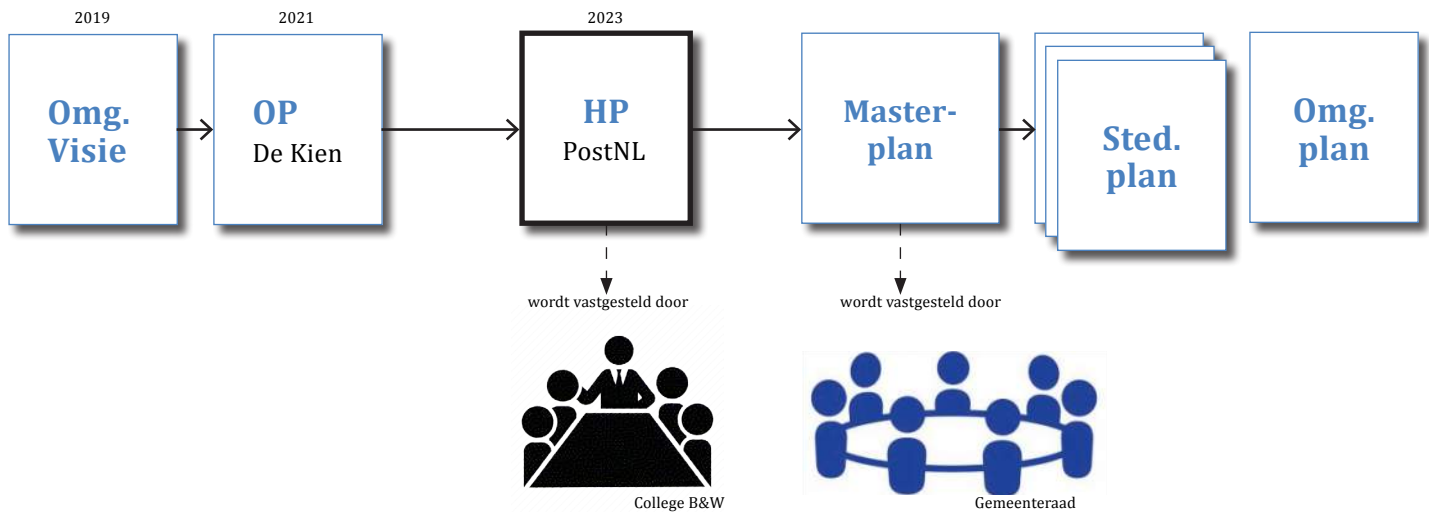 2019
2021
2023
Omg.
Visie
OP
De Kien
HP
PostNL
Master-
plan
Sted.
plan
Omg.
plan
wordt vastgesteld door
wordt vastgesteld door
College B&W
Gemeenteraad